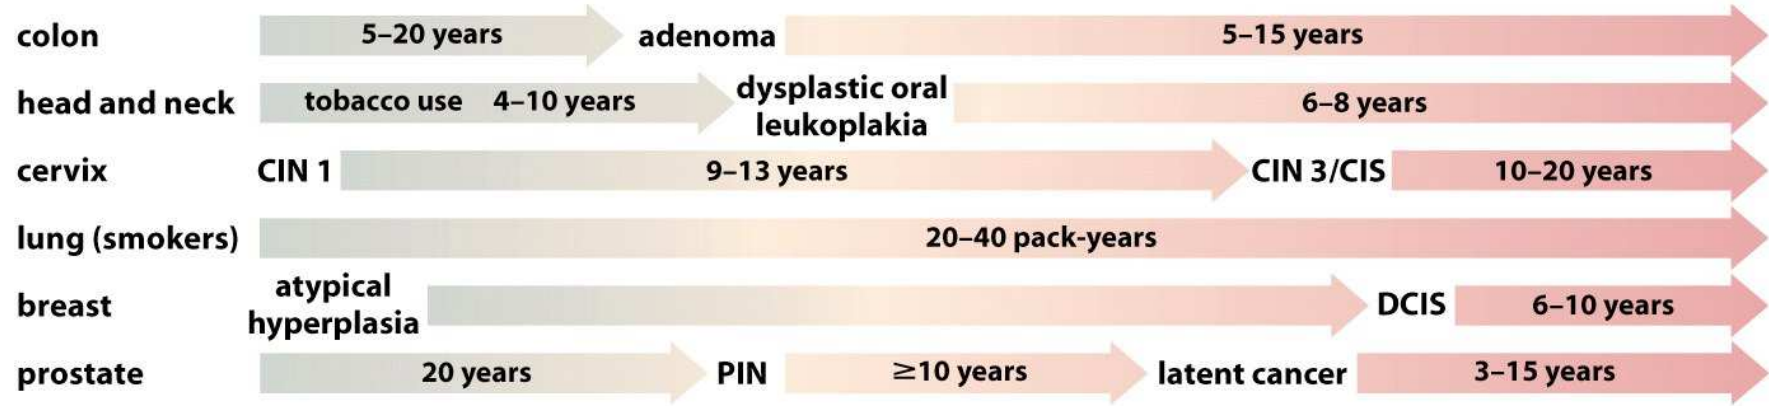 colon 5–20 years adenoma 5–15 years
head and neck tobacco use 4–10 years dysplastic oral
leukoplakia 6–8 years
cervix CIN 1 9–13 years CIN 3/CIS 10–20 years
lung (smokers) 20–40 pack-years
breast atypical
hyperplasia DCIS 6–10 years
prostate 20 years PIN ≥10 years latent cancer 3–15 years